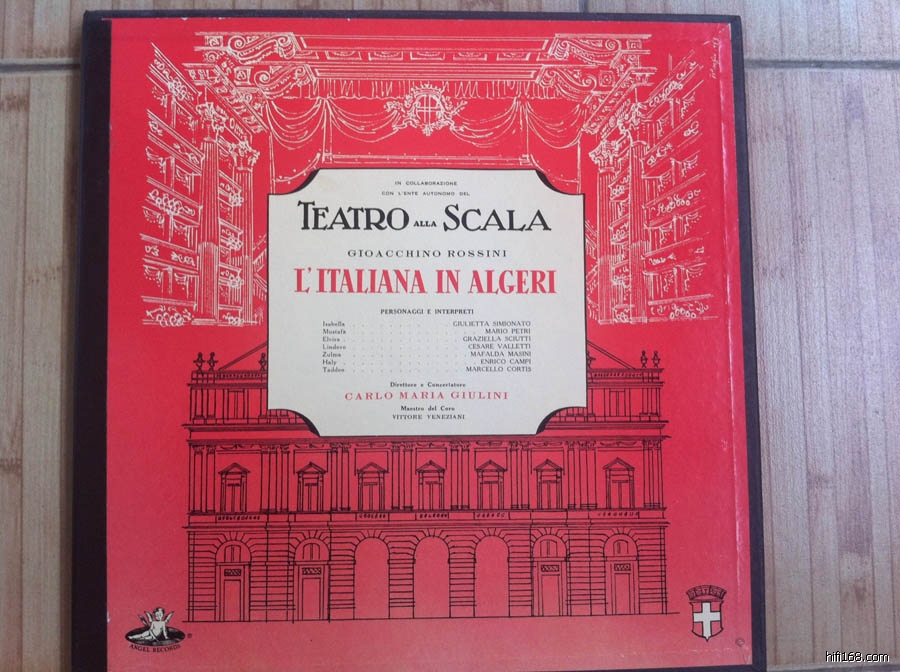 IN COLLABORAZIONE
CON L'ENTE AUTONOMO DEL
TEATRO ALLA SCALA
GIOACCHINO ROSSINI
L'ITALIANA IN ALGERI
PERSONAGGI E INTERPRETI
Isabella . . . . . . . . . . GIULIETTA SIMIONATO
Mustafà . . . . . . . . . . MARIO PETRI
Elvira . . . . . . . . . . GRAZIELLA SCIUTTI
Lindoro . . . . . . . . . . CESARE VALLETTI
Zulma . . . . . . . . . . MAFALDA MASINI
Haly . . . . . . . . . . ENRICO CAMPI
Taddeo . . . . . . . . . . MARCELLO CORTIS
Direttore e Concertatore
CARLO MARIA GIULINI
Maestro del Coro
VITTORE VENEZIANI
ANGEL RECORDS ®
hifi168.com